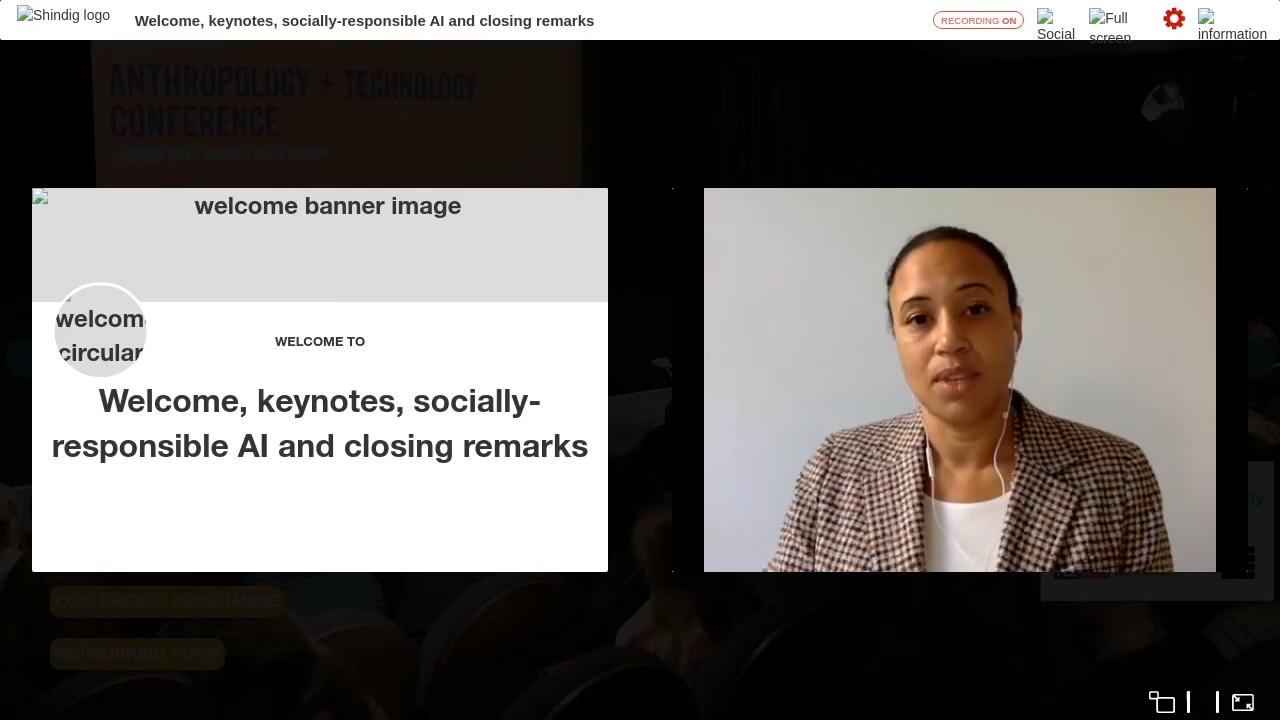 Shindig logo
Welcome, keynotes, socially-responsible AI and closing remarks
RECORDING ON
Social
Full
screen
information
ANTHROPOLOGY + TECHNOLOGY
CONFERENCE
welcome banner image
welcom
circular
WELCOME TO
Welcome, keynotes, socially-
responsible AI and closing remarks
CONFERENCE PROGRAMME
NETWORKING ROOM